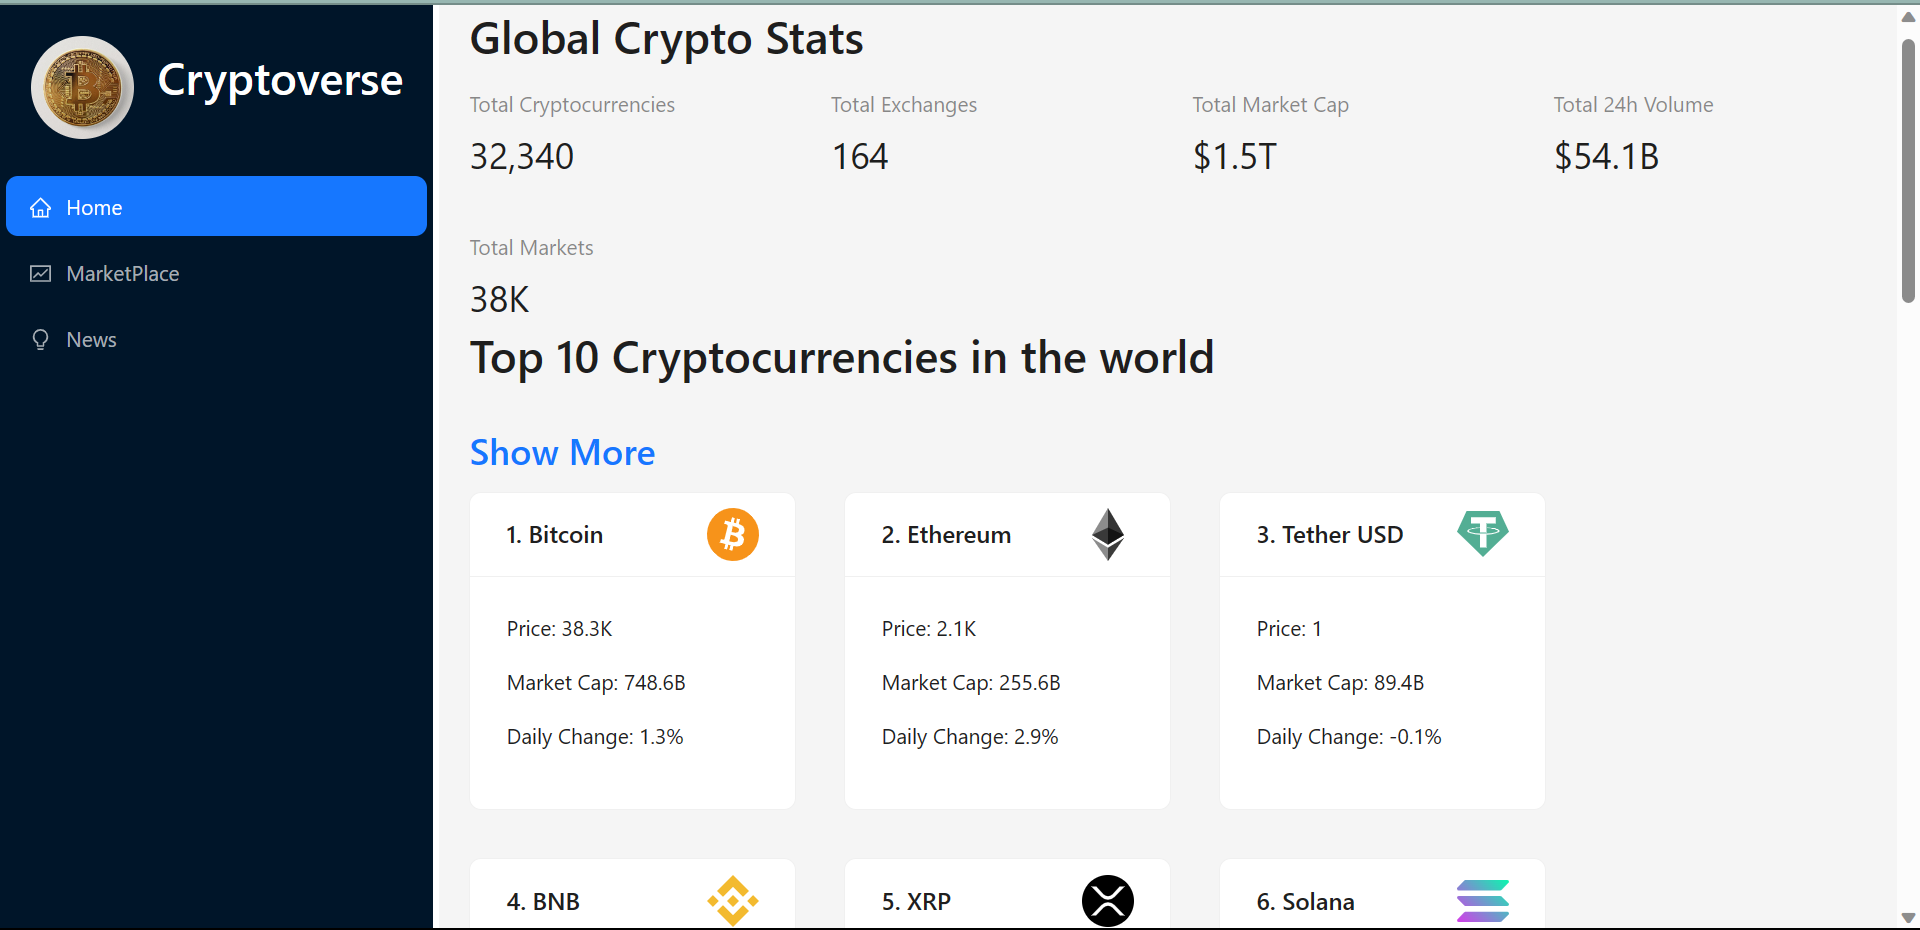 Cryptoverse
Home
MarketPlace
News
Global Crypto Stats
Total Cryptocurrencies
32,340
Total Exchanges
164
Total Market Cap
$1.5T
Total 24h Volume
$54.1B
Total Markets
38K
Top 10 Cryptocurrencies in the world
Show More
1. Bitcoin
Price: 38.3K
Market Cap: 748.6B
Daily Change: 1.3%
2. Ethereum
Price: 2.1K
Market Cap: 255.6B
Daily Change: 2.9%
3. Tether USD
Price: 1
Market Cap: 89.4B
Daily Change: -0.1%
4. BNB
5. XRP
6. Solana